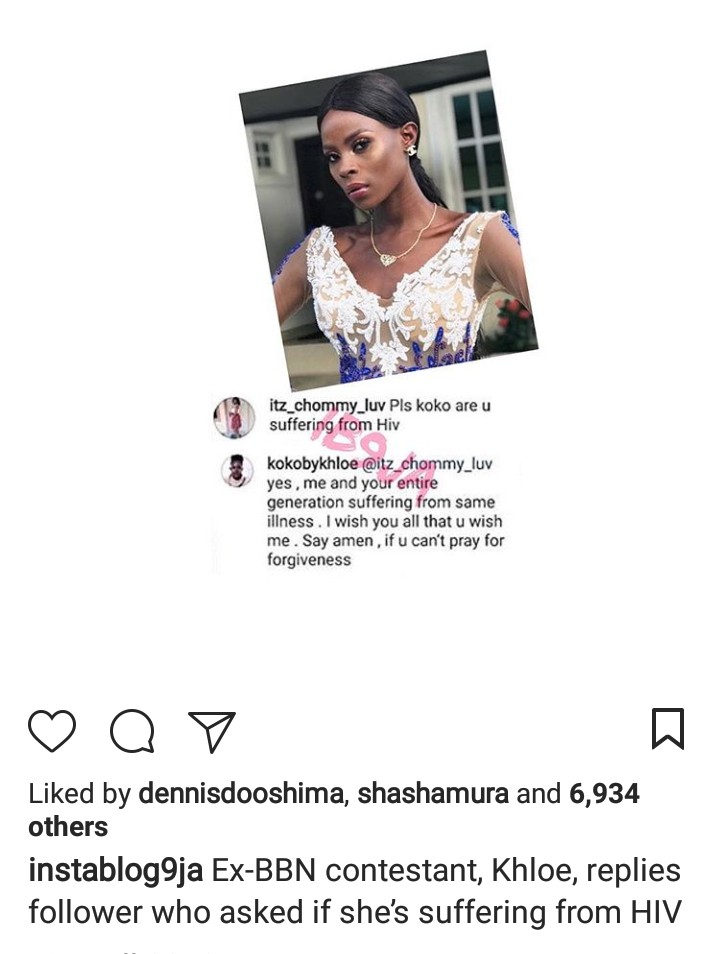 itz_chommy_luv Pls koko are u
suffering from Hiv
IB9JA
kokobykhloe @itz_chommy_luv
yes , me and your entire
generation suffering from same
illness . I wish you all that u wish
me . Say amen , if u can't pray for
forgiveness
Liked by dennisdooshima, shashamura and 6,934
others
instablog9ja Ex-BBN contestant, Khloe, replies
follower who asked if she's suffering from HIV